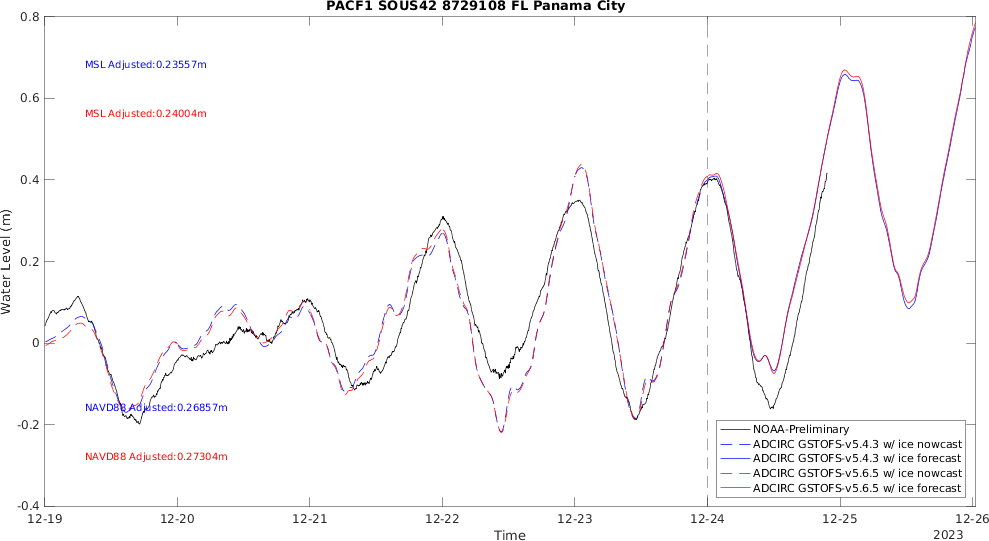 PACF1 SOUS42 8729108 FL Panama City
0.8
MSL Adjusted:0.23557m
0.6
MSL Adjusted:0.24004m
0.4
Water Level (m)
0.2
0
NAVD88 Adjusted:0.26857m
-0.2
NOAA-Preliminary
ADCIRC GSTOFS-v5.4.3 w/ ice nowcast
NAVD88 Adjusted:0.27304m
ADCIRC GSTOFS-v5.4.3 w/ ice forecast
ADCIRC GSTOFS-v5.6.5 w/ ice nowcast
ADCIRC GSTOFS-v5.6.5 w/ ice forecast
-0.4
12-19 12-20 12-21 12-22 12-23 12-24 12-25 12-26
Time
2023